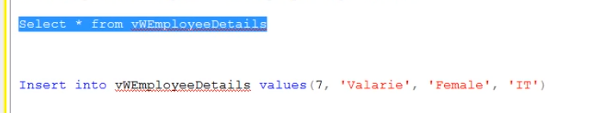 Select * from vWEmployeeDetails
Insert into vWEmployeeDetails values(7, 'Valarie', 'Female', 'IT')